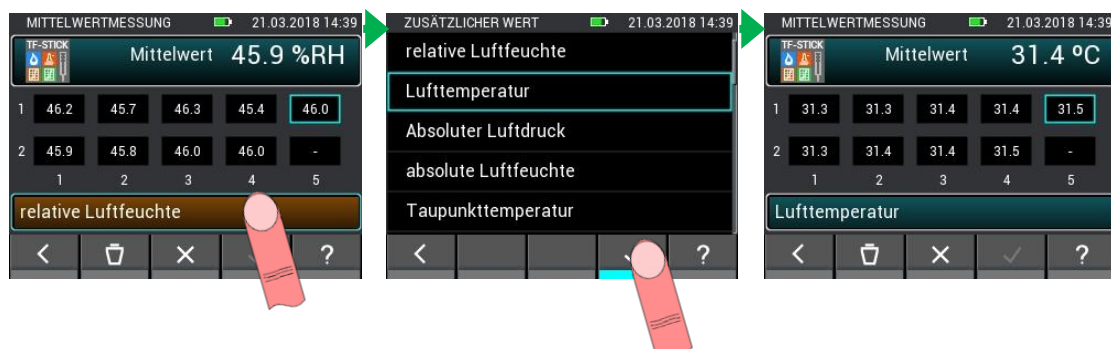 MITTELWERTMESSUNG 21.03.2018 14:39
TF-STICK
Mittelwert 45.9 %RH
1 46.2 45.7 46.3 45.4 46.0
2 45.9 45.8 46.0 46.0 -
1 2 3 4 5
relative Luftfeuchte
?
ZUSÄTZLICHER WERT 21.03.2018 14:39
relative Luftfeuchte
Lufttemperatur
Absoluter Luftdruck
absolute Luftfeuchte
Taupunkttemperatur
?
MITTELWERTMESSUNG 21.03.2018 14:39
TF-STICK
Mittelwert 31.4 ºC
1 31.3 31.3 31.4 31.4 31.5
2 31.3 31.4 31.4 31.5 -
1 2 3 4 5
Lufttemperatur
?